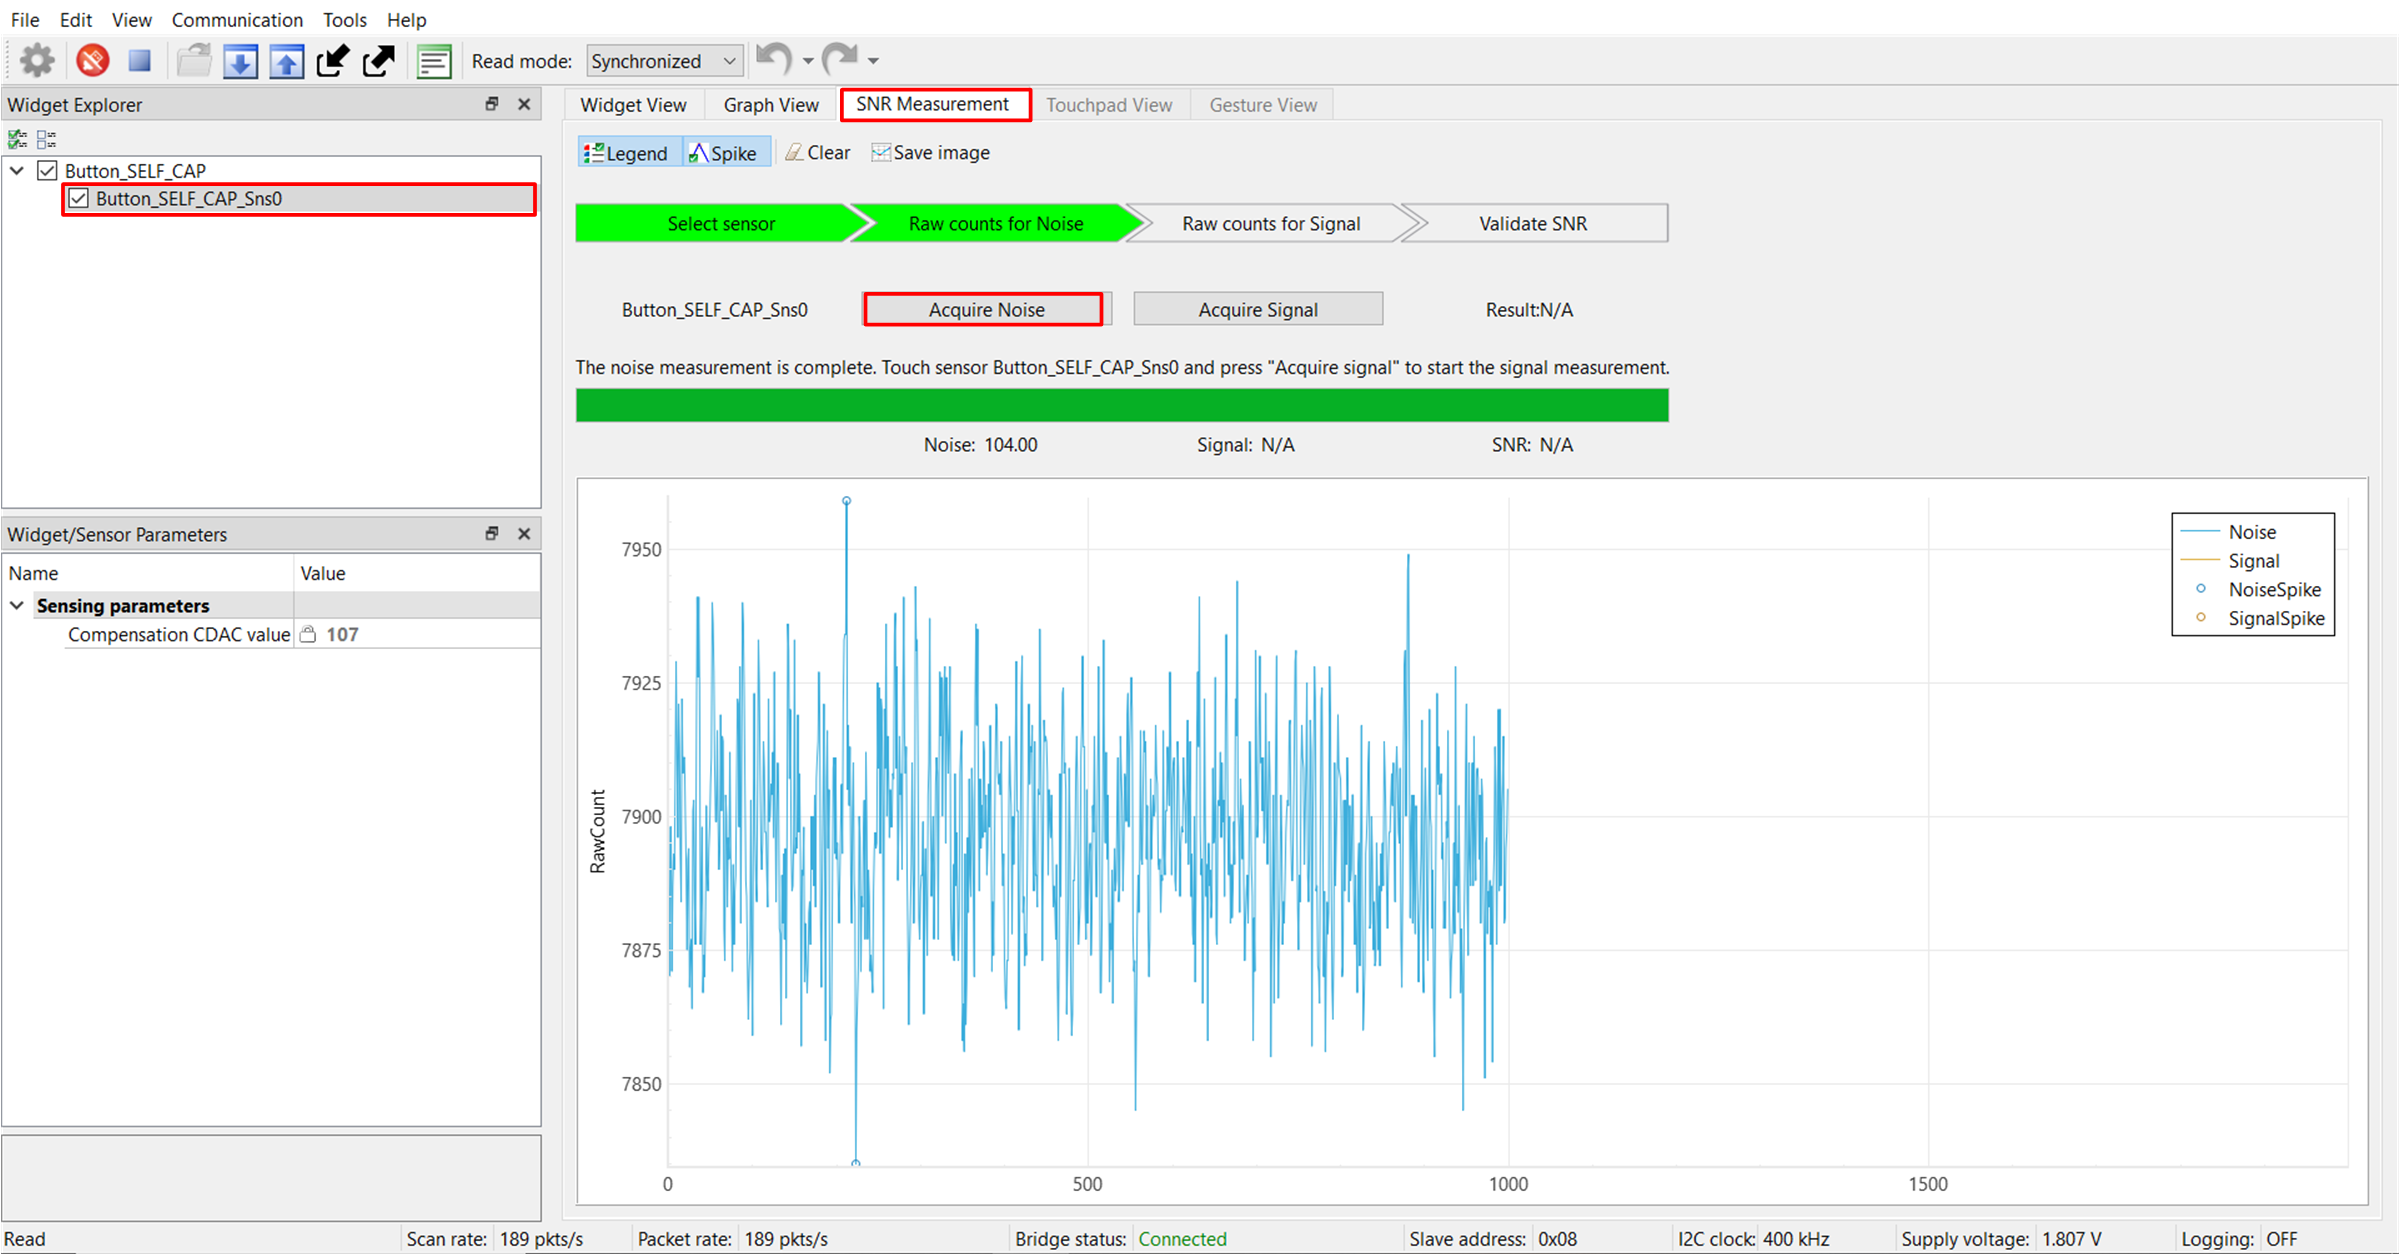 File Edit View Communication Tools Help
Read mode: Synchronized
Widget Explorer
Button_SELF_CAP
Button_SELF_CAP_Sns0
Widget/Sensor Parameters
Name Value
Sensing parameters
Compensation CDAC value 107
Widget View Graph View SNR Measurement Touchpad View Gesture View
Legend Spike Clear Save image
Select sensor Raw counts for Noise Raw counts for Signal Validate SNR
Button_SELF_CAP_Sns0 Acquire Noise Acquire Signal Result:N/A
The noise measurement is complete. Touch sensor Button_SELF_CAP_Sns0 and press "Acquire signal" to start the signal measurement.
Noise: 104.00 Signal: N/A SNR: N/A
7950
7925
7900
7875
7850
RawCount
0 500 1000 1500
Noise
Signal
NoiseSpike
SignalSpike
Read Scan rate: 189 pkts/s Packet rate: 189 pkts/s Bridge status: Connected Slave address: 0x08 I2C clock: 400 kHz Supply voltage: 1.807 V Logging: OFF